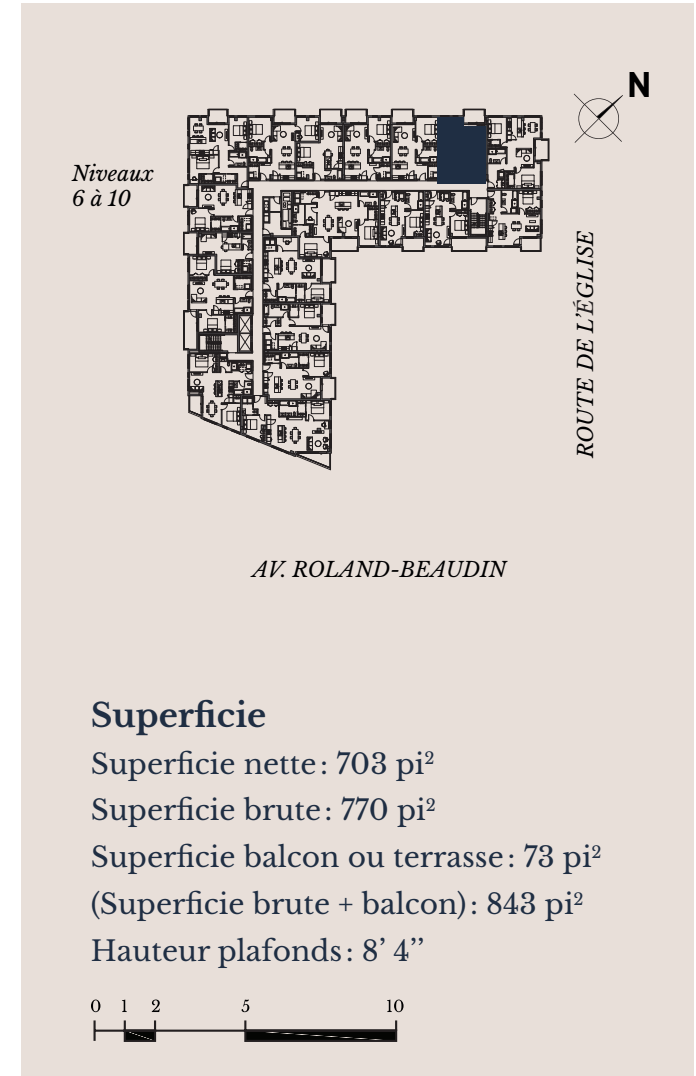 N
Niveaux
6 à 10
ROUTE DE L’ÉGLISE
AV. ROLAND-BEAUDIN
Superficie
Superficie nette : 703 pi²
Superficie brute : 770 pi²
Superficie balcon ou terrasse : 73 pi²
(Superficie brute + balcon) : 843 pi²
Hauteur plafonds : 8’ 4’’
0 1 2 5 10